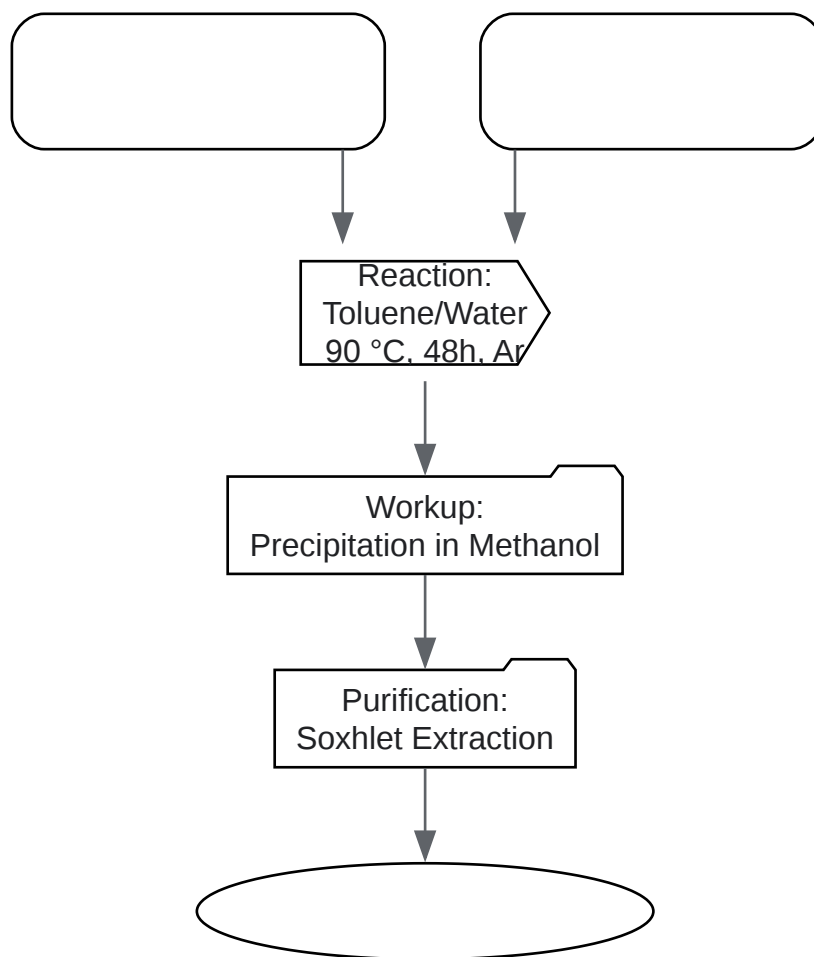 Reaction:
Toluene/Water
90 °C, 48h, Ar
Workup:
Precipitation in Methanol
Purification:
Soxhlet Extraction